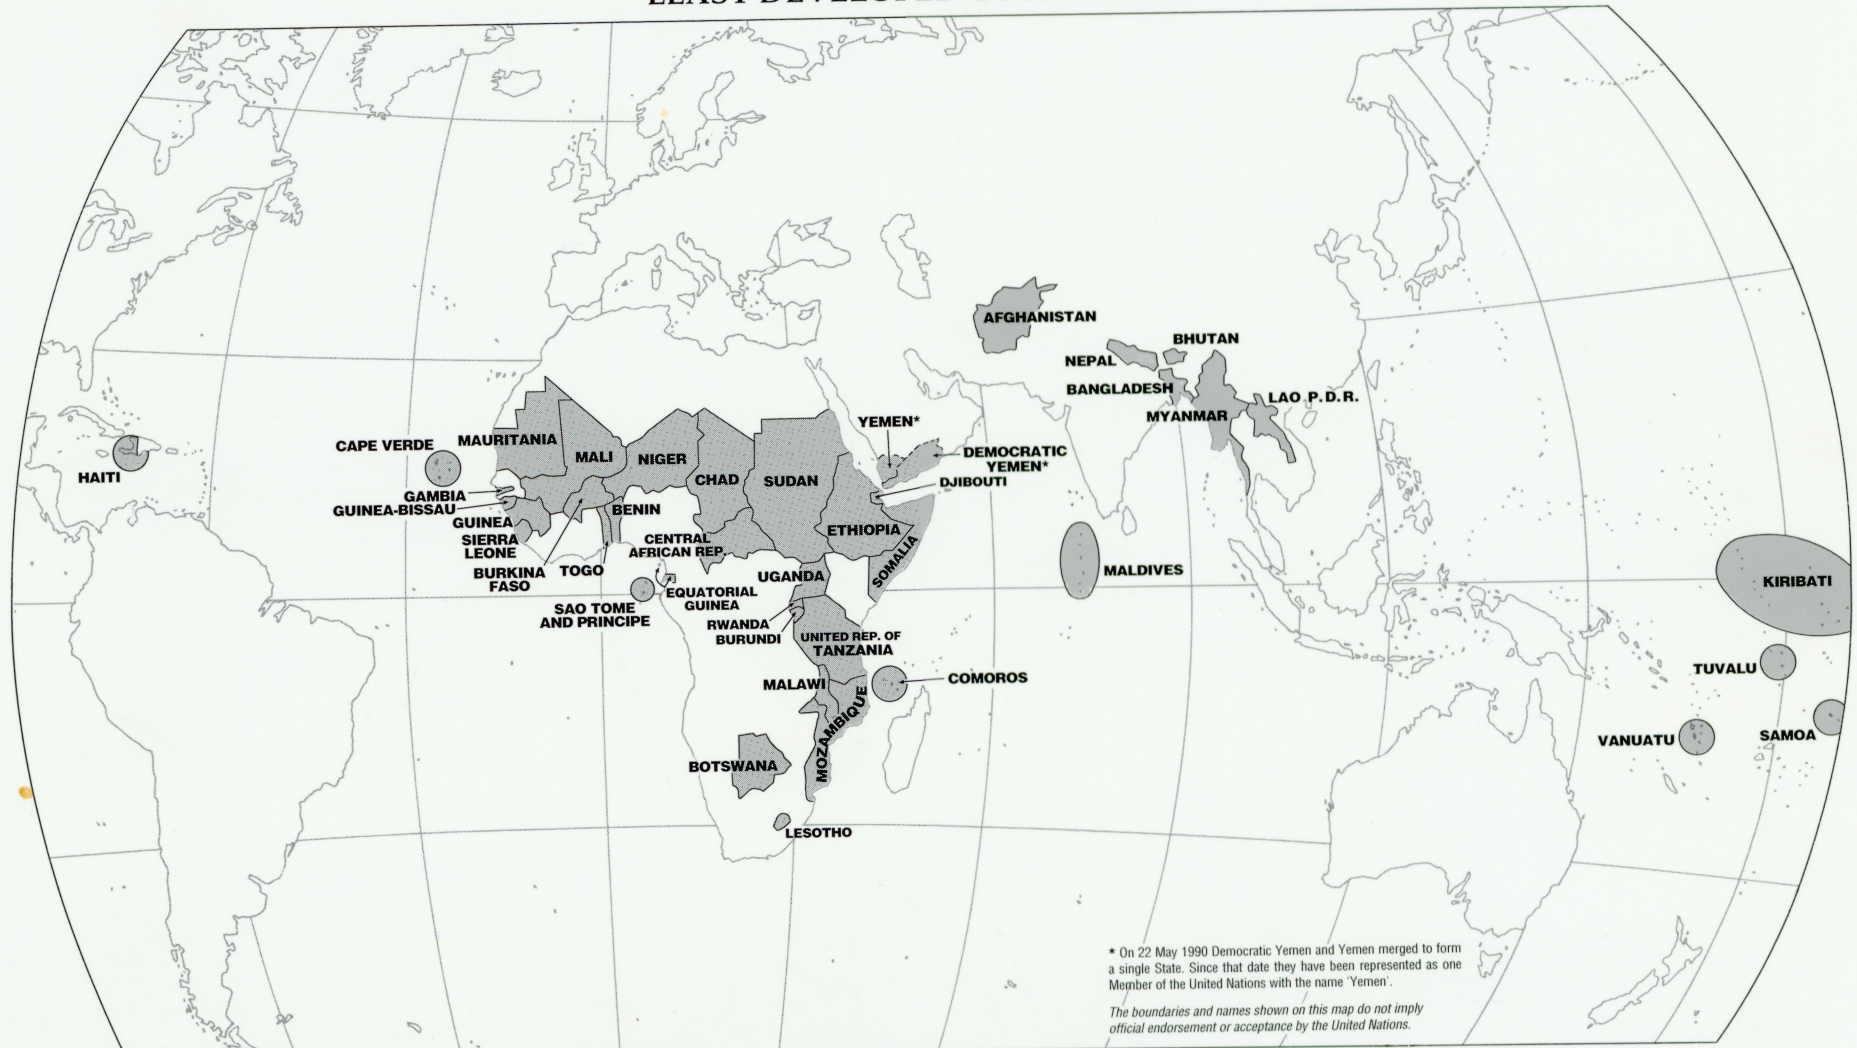 AFGHANISTAN
BHUTAN
NEPAL
BANGLADESH
LAO P.D.R.
MYANMAR
YEMEN*
CAPE VERDE
MAURITANIA
HAITI
MALI
NIGER
CHAD
SUDAN
DEMOCRATIC
YEMEN*
DJIBOUTI
GAMBIA
GUINEA-BISSAU
GUINEA
BENIN
SIERRA
LEONE
ETHIOPIA
CENTRAL
AFRICAN REP.
SOMALIA
BURKINA
FASO
TOGO
UGANDA
MALDIVES
KIRIBATI
EQUATORIAL
GUINEA
SAO TOME
AND PRINCIPE
RWANDA
BURUNDI
UNITED REP. OF
TANZANIA
MALAWI
COMOROS
TUVALU
MOZAMBIQUE
VANUATU
SAMOA
BOTSWANA
LESOTHO
* On 22 May 1990 Democratic Yemen and Yemen merged to form
a single State. Since that date they have been represented as one
Member of the United Nations with the name 'Yemen'.
The boundaries and names shown on this map do not imply
official endorsement or acceptance by the United Nations.